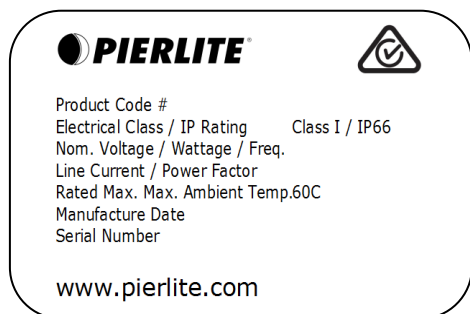 PIERLITE
Product Code #
Electrical Class / IP Rating Class I / IP66
Nom. Voltage / Wattage / Freq.
Line Current / Power Factor
Rated Max. Max. Ambient Temp.60C
Manufacture Date
Serial Number
www.pierlite.com